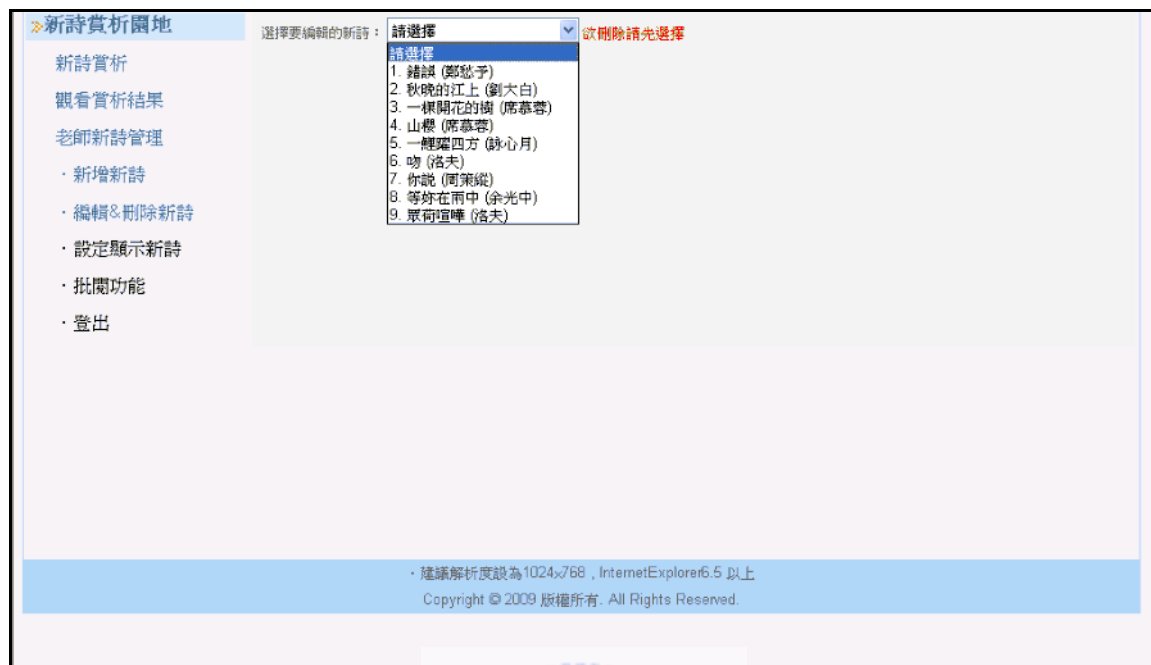 »新詩賞析園地
新詩賞析
觀看賞析結果
老師新詩管理
·新增新詩
·編輯&刪除新詩
·設定顯示新詩
·批閱功能
·登出
選擇要編輯的新詩： 請選擇 欲刪除請先選擇
請選擇
1. 錯誤 (鄭愁予)
2. 秋晚的江上 (劉大白)
3. 一棵開花的樹 (席慕蓉)
4. 山櫻 (席慕蓉)
5. 一鯉躍四方 (詠心月)
6. 吻 (洛夫)
7. 你說 (周策縱)
8. 等妳在雨中 (余光中)
9. 眾荷喧嘩 (洛夫)
·建議解析度設為1024x768 , InternetExplorer6.5 以上
Copyright © 2009 版權所有. All Rights Reserved.